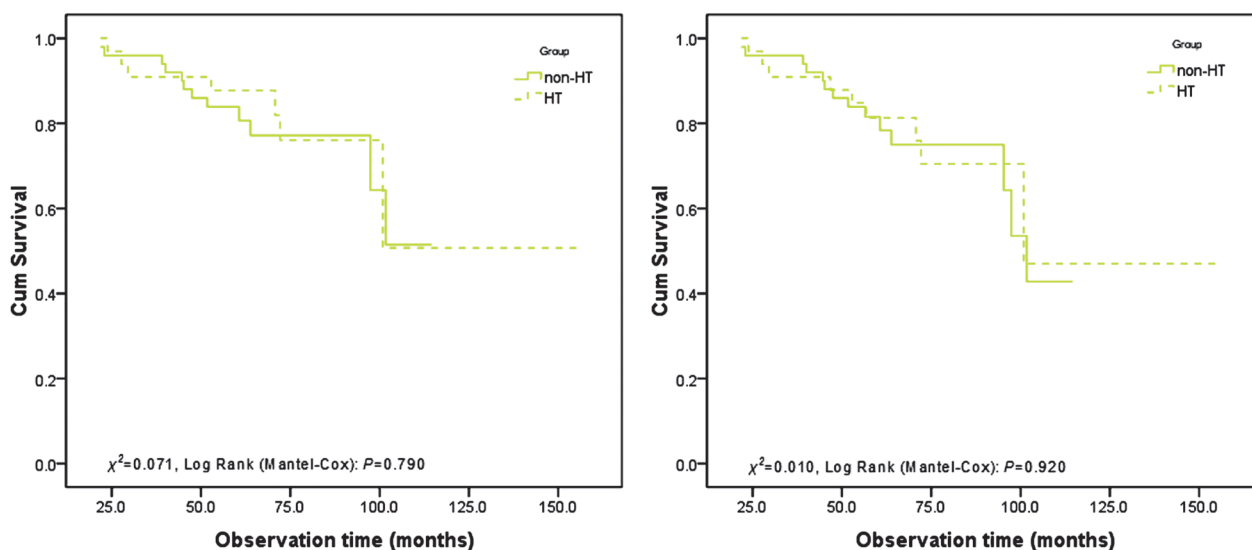 1.0
0.8
0.6
0.4
0.2
0.0
Cum Survival
Group
non-HT
HT
χ²=0.071, Log Rank (Mantel-Cox): P=0.790
25.0 50.0 75.0 100.0 125.0 150.0
Observation time (months)
1.0
0.8
0.6
0.4
0.2
0.0
Cum Survival
Group
non-HT
HT
χ²=0.010, Log Rank (Mantel-Cox): P=0.920
25.0 50.0 75.0 100.0 125.0 150.0
Observation time (months)